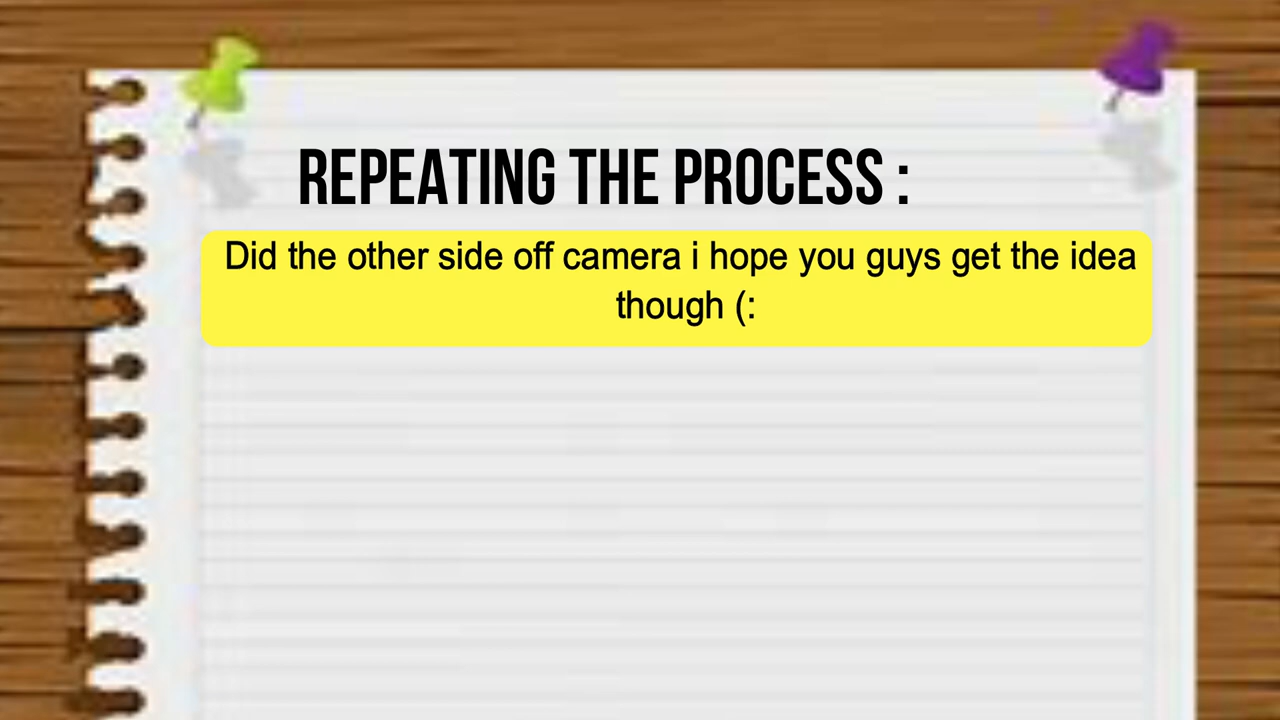 REPEATING THE PROCESS :
Did the other side off camera i hope you guys get the idea
though (: